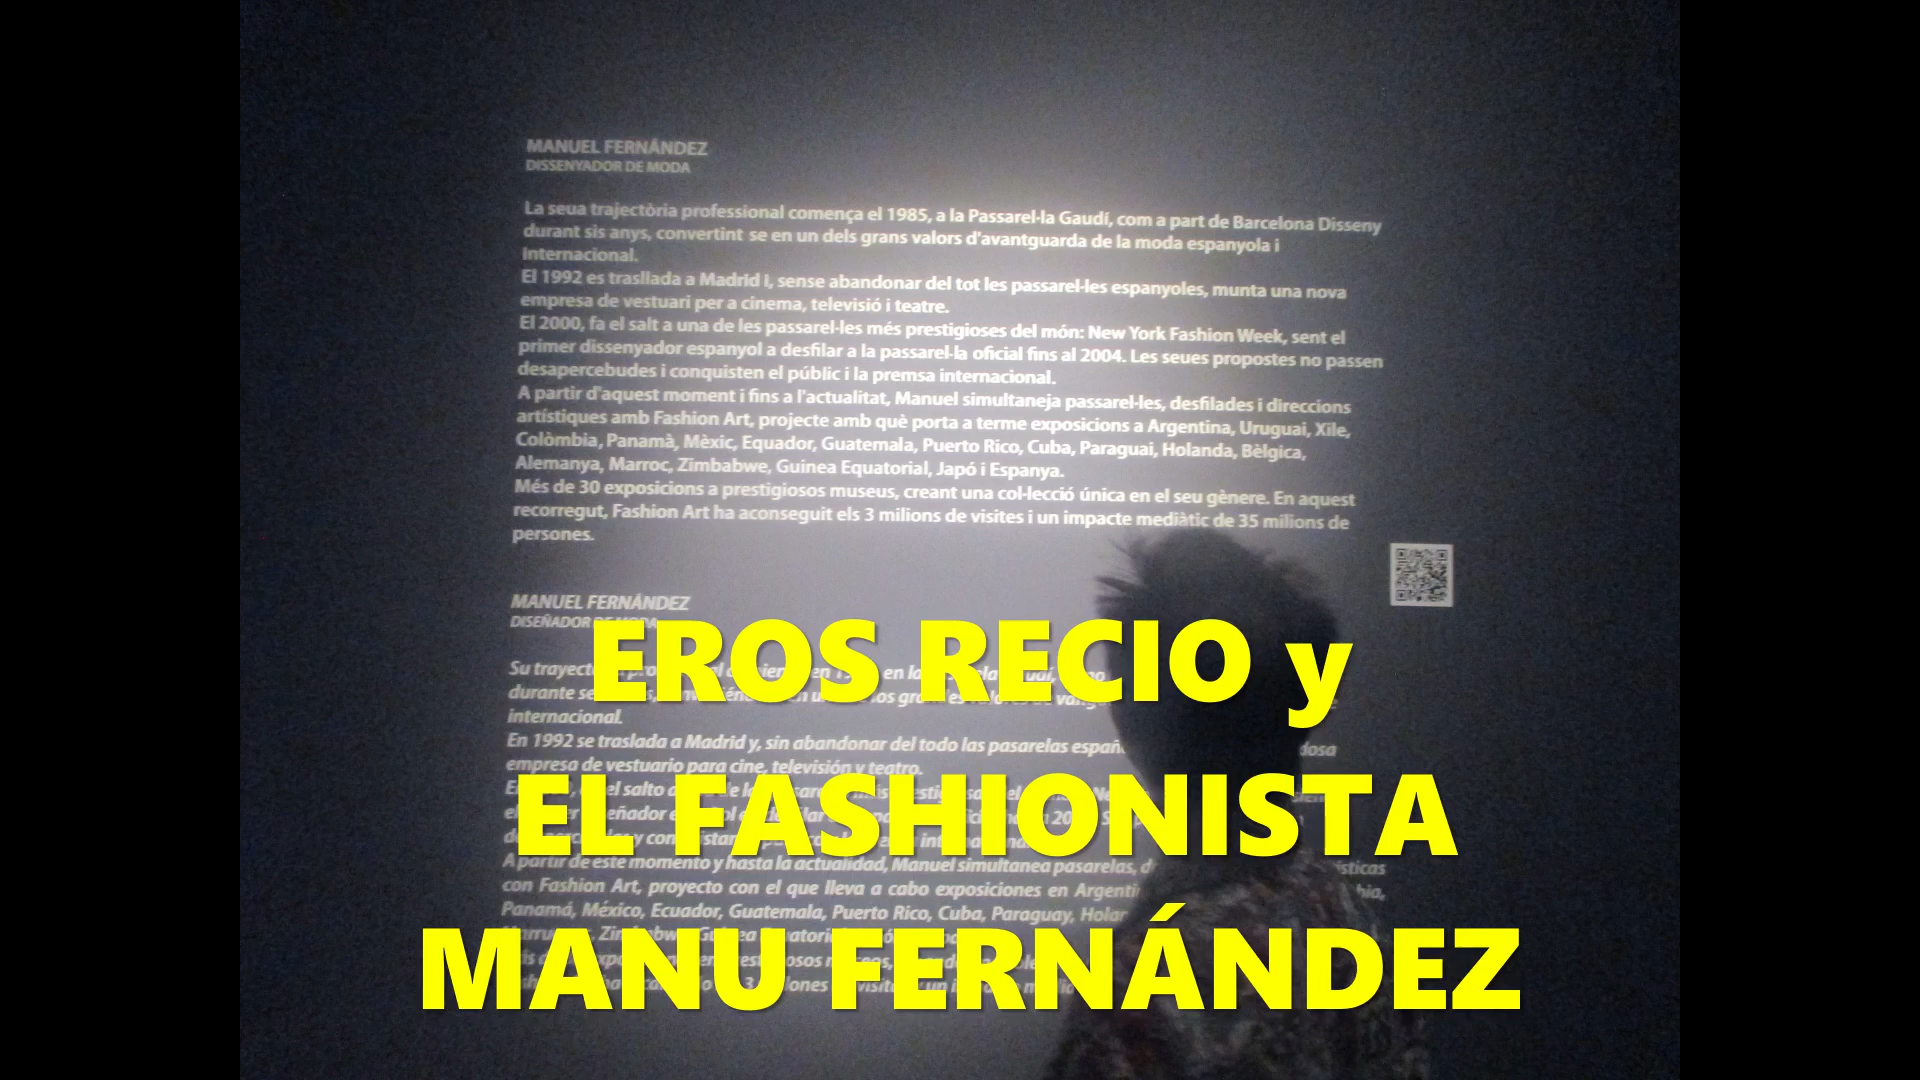 MANUEL FERNÁNDEZ
DISSENYADOR DE MODA
La seua trajectòria professional comença el 1985, a la Passarel·la Gaudí, com a part de Barcelona Disseny
durant sis anys, convertint se en un dels grans valors d'avantguarda de la moda espanyola i
Internacional.
El 1992 es trasllada a Madrid i, sense abandonar del tot les passarel·les espanyoles, munta una nova
empresa de vestuari per a cinema, televisió i teatre.
El 2000, fa el salt a una de les passarel·les més prestigioses del món: New York Fashion Week, sent el
primer dissenyador espanyol a desfilar a la passarel·la oficial fins al 2004. Les seues propostes no passen
desapercebudes i conquisten el públic i la premsa internacional.
A partir d'aquest moment i fins a l'actualitat, Manuel simultaneja passarel·les, desfilades i direccions
artístiques amb Fashion Art, projecte amb què porta a terme exposicions a Argentina, Uruguai, Xile,
Colòmbia, Panamà, Mèxic, Equador, Guatemala, Puerto Rico, Cuba, Paraguai, Holanda, Bèlgica,
Alemanya, Marroc, Zimbabwe, Guinea Equatorial, Japó i Espanya.
Més de 30 exposicions a prestigiosos museus, creant una col·lecció única en el seu gènere. En aquest
recorregut, Fashion Art ha aconseguit els 3 milions de visites i un impacte mediàtic de 35 milions de
persones.
MANUEL FERNÁNDEZ
DISEÑADOR DE MODA
EROS RECIO y
Su en
durante
internacional.
En 1992 se traslada a Madrid y, sin abandonar del todo las pasarelas
empresa de vestuario para cine, televisión y teatro.
EL FASHIONISTA
el salto
A partir de este momento y hasta la actualidad, Manuel simultanea pasarelas,
con Fashion Art, proyecto con el que lleva a cabo exposiciones en
Panamá, México, Ecuador, Guatemala, Puerto Rico, Cuba, Paraguay,
MANU FERNÁNDEZ